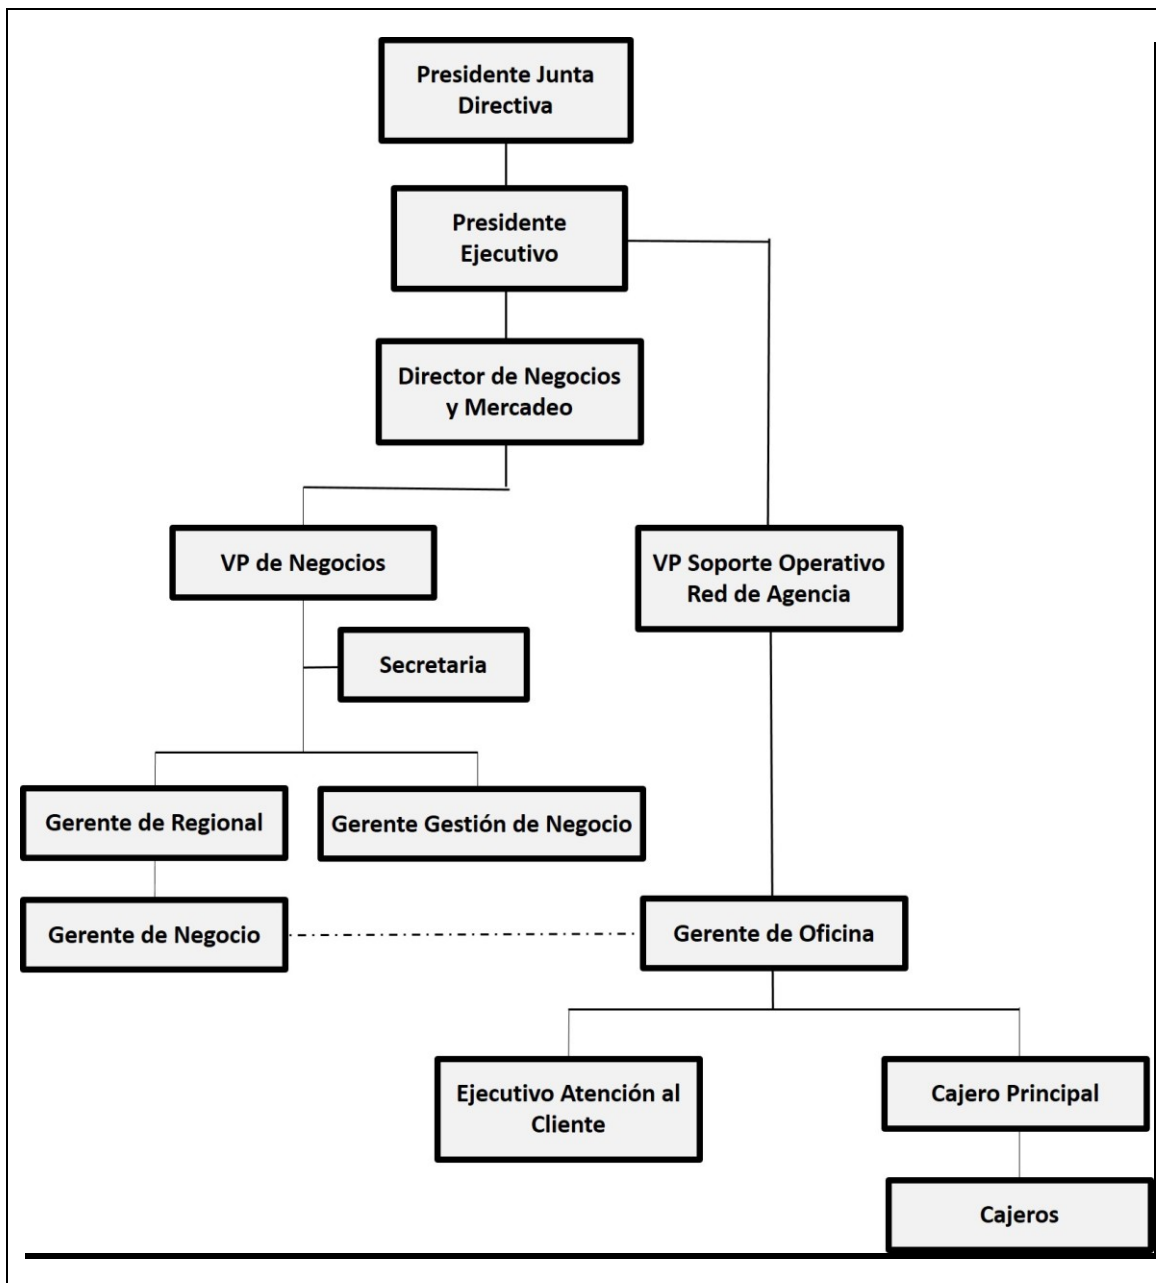 Presidente Junta
Directiva
Presidente
Ejecutivo
Director de Negocios
y Mercadeo
VP de Negocios
VP Soporte Operativo
Red de Agencia
Secretaria
Gerente de Regional
Gerente Gestión de Negocio
Gerente de Negocio
Gerente de Oficina
Ejecutivo Atención al
Cliente
Cajero Principal
Cajeros